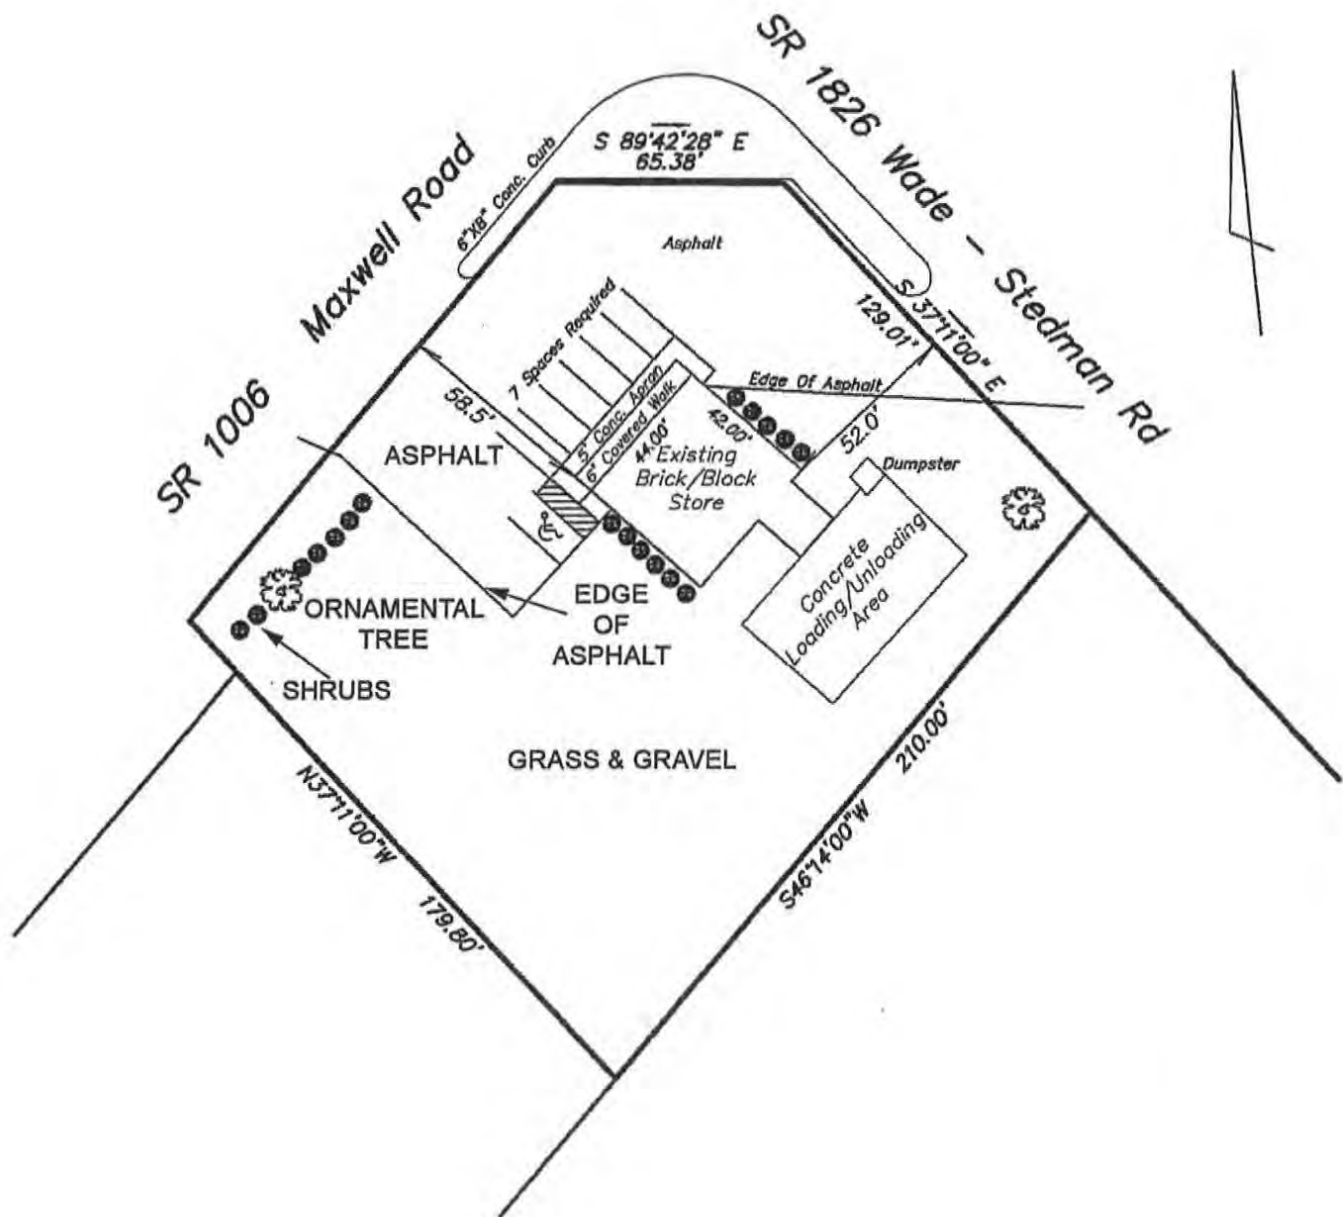 SR 1826 Wade - Stedman Rd
S 89°42'28" E
65.38'
6"X8" Conc. Curb
SR 1006 Maxwell Road
Asphalt
S 37°11'00" E
129.01'
7 Spaces Required
Edge Of Asphalt
58.5'
5' Conc. Apron
6' Covered Walk
44.00'
42.00'
52.0'
ASPHALT
Existing
Brick/Block
Store
Dumpster
Concrete
Loading/Unloading
Area
ORNAMENTAL
TREE
EDGE
OF
ASPHALT
SHRUBS
GRASS & GRAVEL
210.00'
S46°14'00"W
N37°11'00"W
179.80'